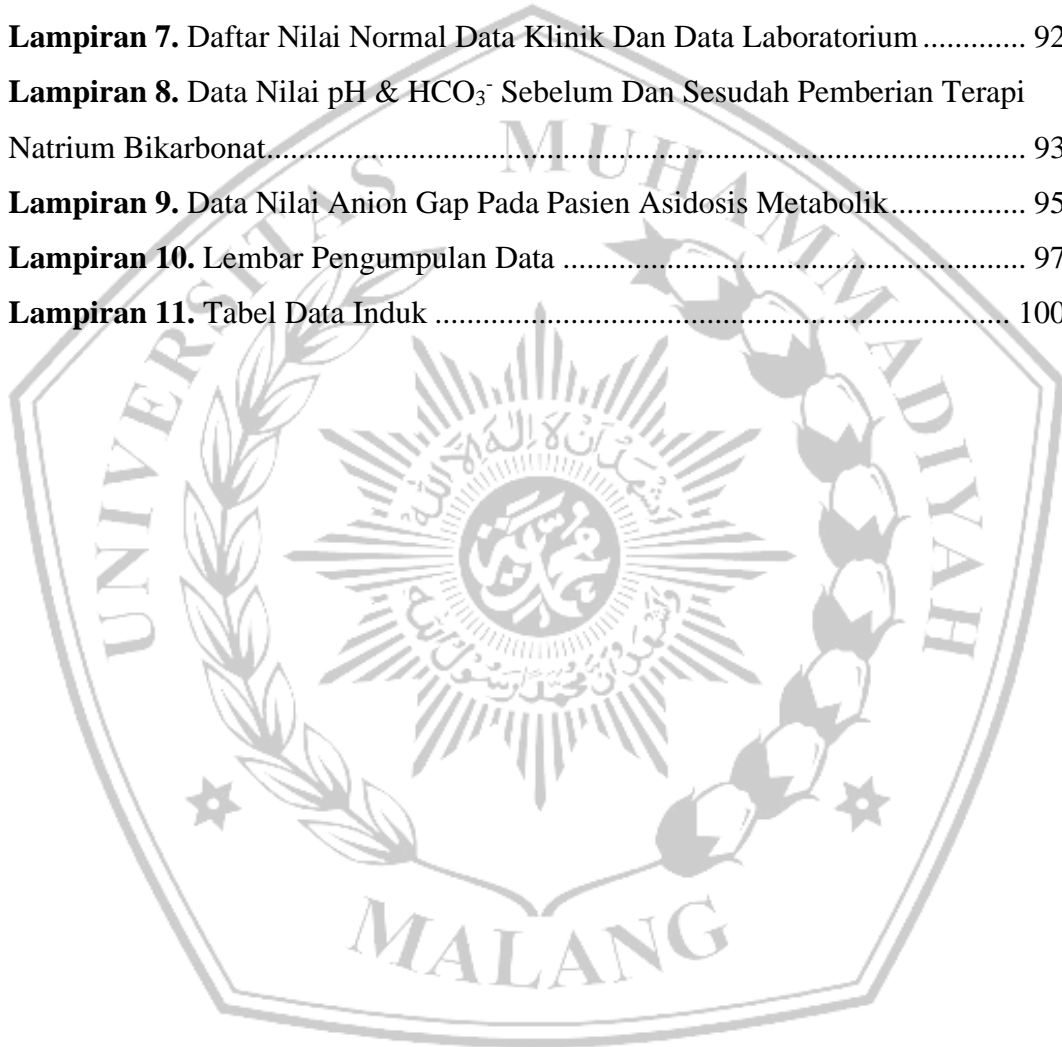 Lampiran 7. Daftar Nilai Normal Data Klinik Dan Data Laboratorium ............. 92
Lampiran 8. Data Nilai pH & HCO₃⁻ Sebelum Dan Sesudah Pemberian Terapi
Natrium Bikarbonat............................................................................................... 93
Lampiran 9. Data Nilai Anion Gap Pada Pasien Asidosis Metabolik................. 95
Lampiran 10. Lembar Pengumpulan Data .......................................................... 97
Lampiran 11. Tabel Data Induk ........................................................................ 100
UNIVERSITAS MUHAMMADIYAH
MALANG